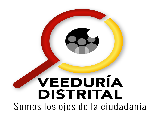 VEEDURÍA
DISTRITAL
Somos los ojos de la ciudadanía